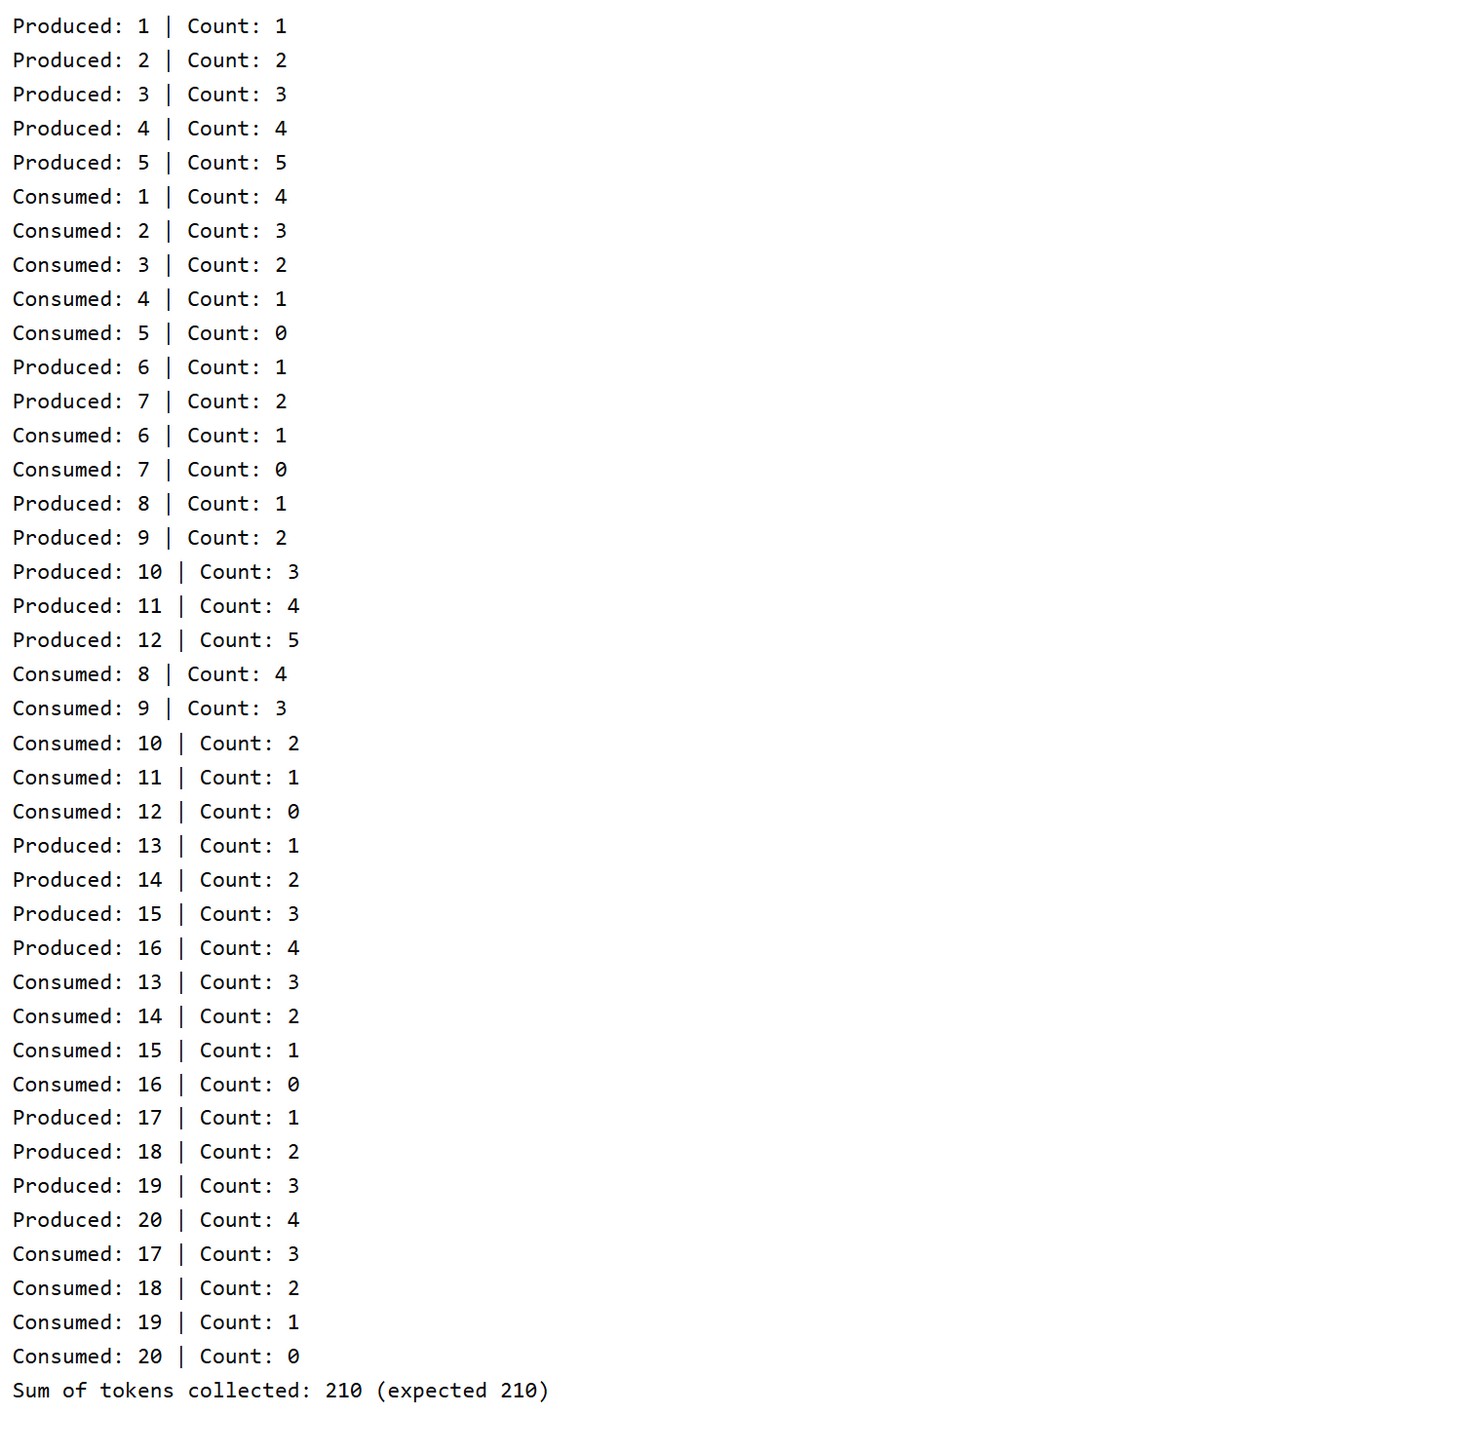 Produced: 1 | Count: 1
Produced: 2 | Count: 2
Produced: 3 | Count: 3
Produced: 4 | Count: 4
Produced: 5 | Count: 5
Consumed: 1 | Count: 4
Consumed: 2 | Count: 3
Consumed: 3 | Count: 2
Consumed: 4 | Count: 1
Consumed: 5 | Count: 0
Produced: 6 | Count: 1
Produced: 7 | Count: 2
Consumed: 6 | Count: 1
Consumed: 7 | Count: 0
Produced: 8 | Count: 1
Produced: 9 | Count: 2
Produced: 10 | Count: 3
Produced: 11 | Count: 4
Produced: 12 | Count: 5
Consumed: 8 | Count: 4
Consumed: 9 | Count: 3
Consumed: 10 | Count: 2
Consumed: 11 | Count: 1
Consumed: 12 | Count: 0
Produced: 13 | Count: 1
Produced: 14 | Count: 2
Produced: 15 | Count: 3
Produced: 16 | Count: 4
Consumed: 13 | Count: 3
Consumed: 14 | Count: 2
Consumed: 15 | Count: 1
Consumed: 16 | Count: 0
Produced: 17 | Count: 1
Produced: 18 | Count: 2
Produced: 19 | Count: 3
Produced: 20 | Count: 4
Consumed: 17 | Count: 3
Consumed: 18 | Count: 2
Consumed: 19 | Count: 1
Consumed: 20 | Count: 0
Sum of tokens collected: 210 (expected 210)